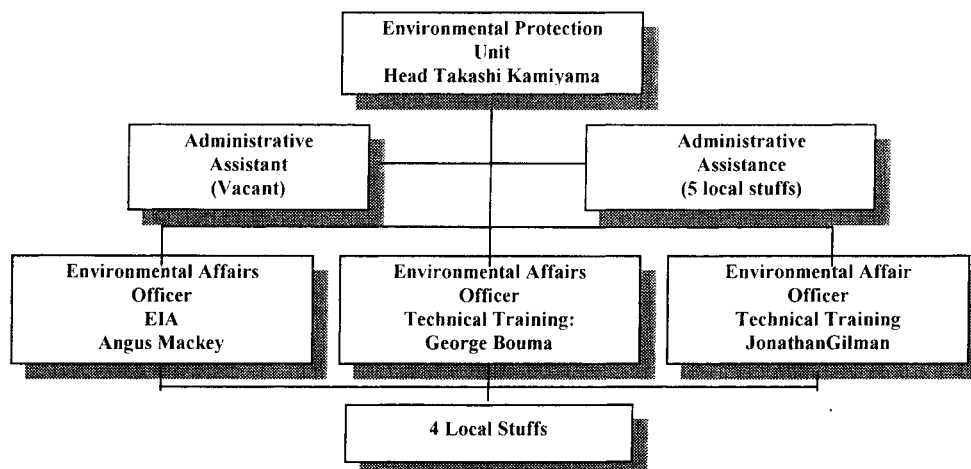 Environmental Protection
Unit
Head Takashi Kamiyama
Administrative
Assistant
(Vacant)
Administrative
Assistance
(5 local stuffs)
Environmental Affairs
Officer
EIA
Angus Mackey
Environmental Affairs
Officer
Technical Training:
George Bouma
Environmental Affair
Officer
Technical Training
JonathanGilman
4 Local Stuffs